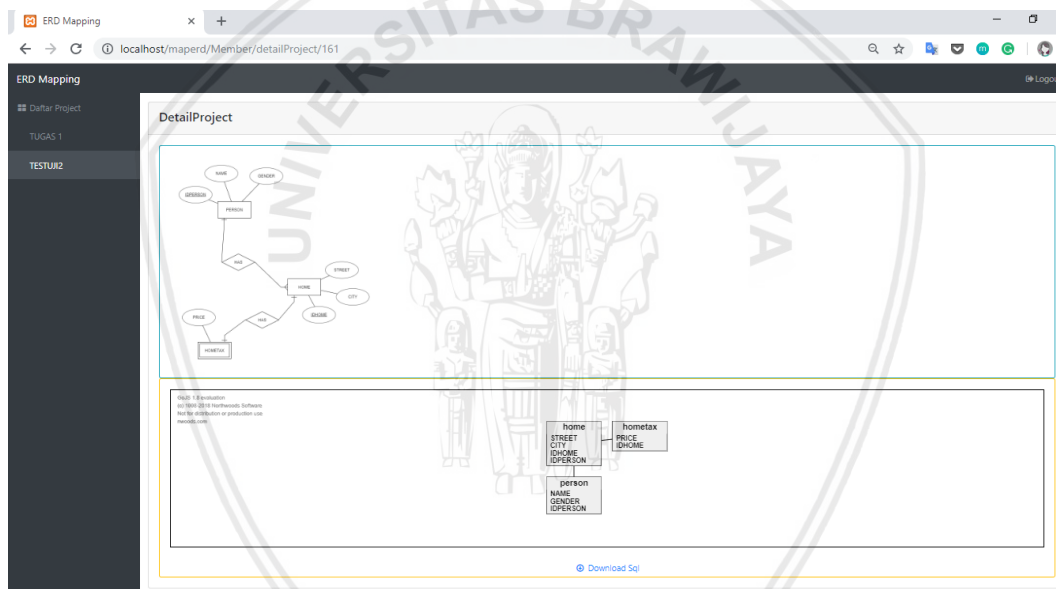 ERD Mapping
localhost/maperd/Member/detailProject/161
ERD Mapping
Logou
Daftar Project
TUGAS 1
TESTUJI2
DetailProject
NAME
GENDER
IDPERSON
PERSON
HAS
STREET
HOME
CITY
IDHOME
PRICE
HAS
HOMETAX
GoJS 1.8 evaluation
(c) 1998-2018 Northwoods Software
Not for distribution or production use
nwoods.com
home
STREET
CITY
IDHOME
IDPERSON
hometax
PRICE
IDHOME
person
NAME
GENDER
IDPERSON
Download Sql
UNIVERSITAS BRAWIJAYA